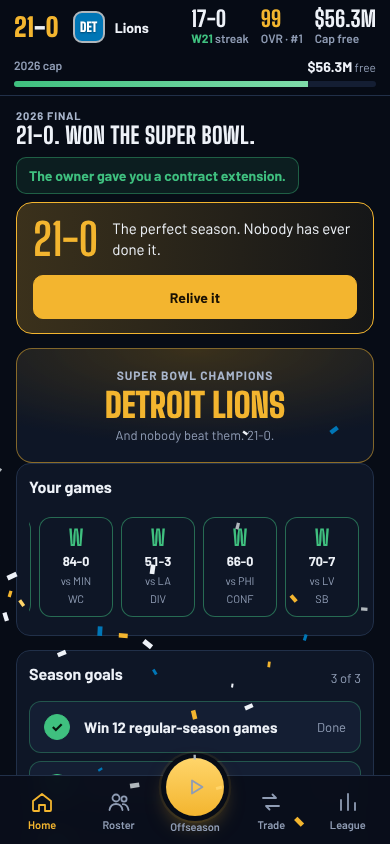 21-0 DET Lions 17-0 99 $56.3M
W21 streak OVR · #1 Cap free
2026 cap $56.3M free
2026 FINAL
21-0. WON THE SUPER BOWL.
The owner gave you a contract extension.
21-0 The perfect season. Nobody has ever
done it.
Relive it
SUPER BOWL CHAMPIONS
DETROIT LIONS
And nobody beat them. 21-0.
Your games
W W W W
84-0 51-3 66-0 70-7
vs MIN vs LA vs PHI vs LV
WC DIV CONF SB
Season goals 3 of 3
Win 12 regular-season games Done
Home Roster Offseason Trade League